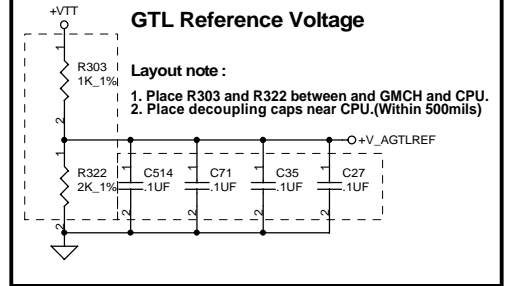 +VTT
GTL Reference Voltage
1
R303
1K_1%
2
Layout note :
1. Place R303 and R322 between and GMCH and CPU.
2. Place decoupling caps near CPU.(Within 500mils)
+V_AGTLREF
1
R322
2K_1%
2
1
C514
.1UF
2
1
C71
.1UF
2
1
C35
.1UF
2
1
C27
.1UF
2